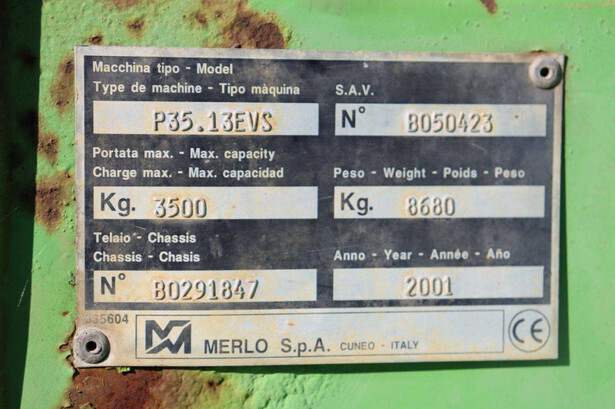 Macchina tipo - Model
Type de machine - Tipo màquina
P35.13EVS
S.A.V.
N° B050423
Portata max. - Max. capacity
Charge max. - Max. capacidad
Kg. 3500
Peso - Weight - Poids - Peso
Kg. 8680
Telaio - Chassis
Chassis - Chasis
N° B0291847
Anno - Year - Année - Año
2001
035604
MERLO S.p.A. CUNEO - ITALY
CE